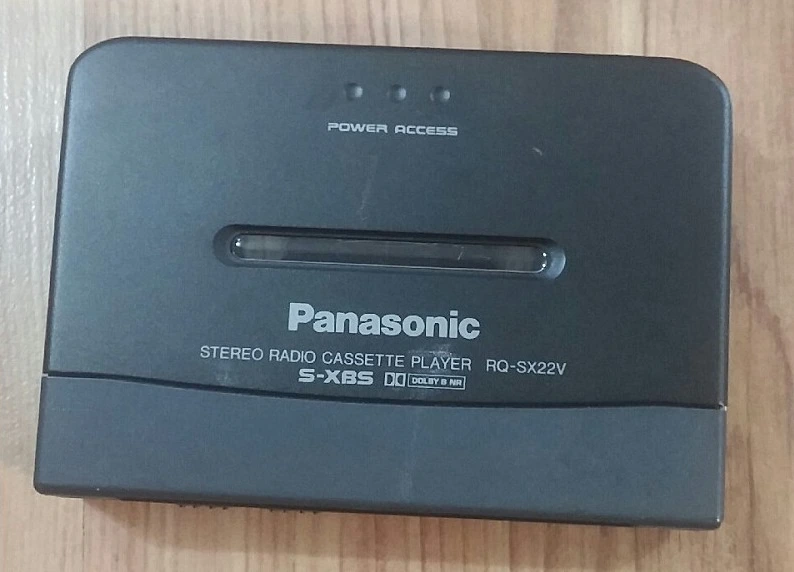 POWER ACCESS
Panasonic
STEREO RADIO CASSETTE PLAYER RQ-SX22V
S-XBS DOLBY B NR